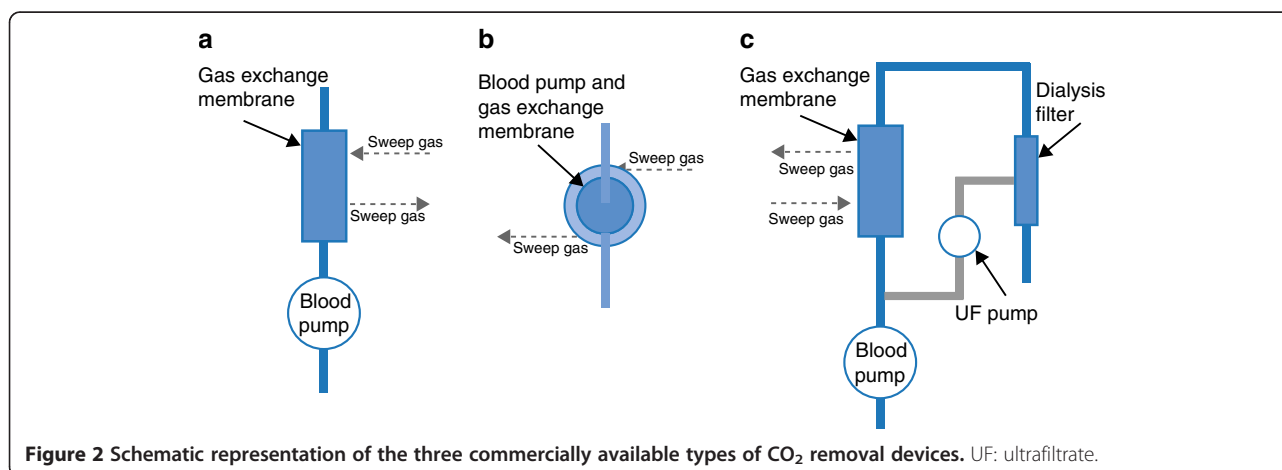 a
Gas exchange
membrane
Sweep gas
Sweep gas
Blood
pump
b
Blood pump and
gas exchange
membrane
Sweep gas
Sweep gas
c
Gas exchange
membrane
Dialysis
filter
Sweep gas
Sweep gas
UF pump
Blood
pump
Figure 2 Schematic representation of the three commercially available types of CO₂ removal devices. UF: ultrafiltrate.